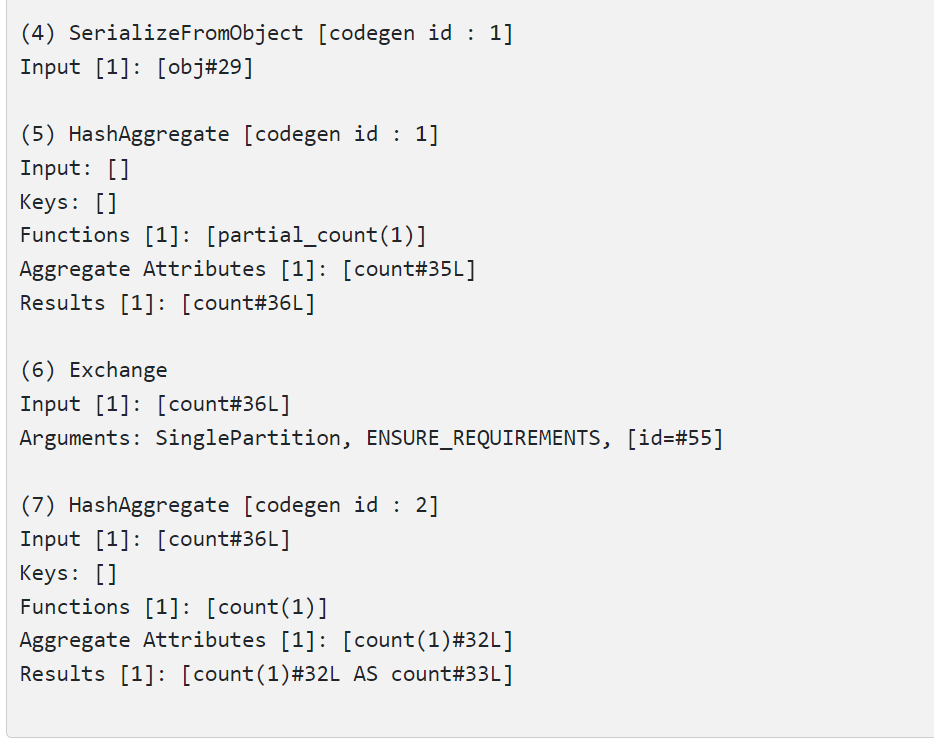 (4) SerializeFromObject [codegen id : 1]
Input [1]: [obj#29]
(5) HashAggregate [codegen id : 1]
Input: []
Keys: []
Functions [1]: [partial_count(1)]
Aggregate Attributes [1]: [count#35L]
Results [1]: [count#36L]
(6) Exchange
Input [1]: [count#36L]
Arguments: SinglePartition, ENSURE_REQUIREMENTS, [id=#55]
(7) HashAggregate [codegen id : 2]
Input [1]: [count#36L]
Keys: []
Functions [1]: [count(1)]
Aggregate Attributes [1]: [count(1)#32L]
Results [1]: [count(1)#32L AS count#33L]